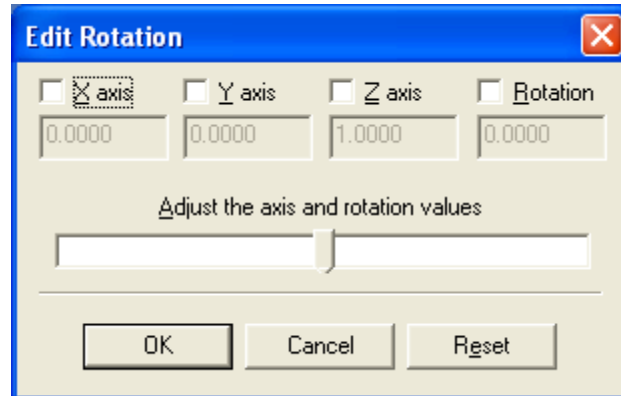 Edit Rotation
X axis Y axis Z axis Rotation
0.0000 0.0000 1.0000 0.0000
Adjust the axis and rotation values
OK Cancel Reset